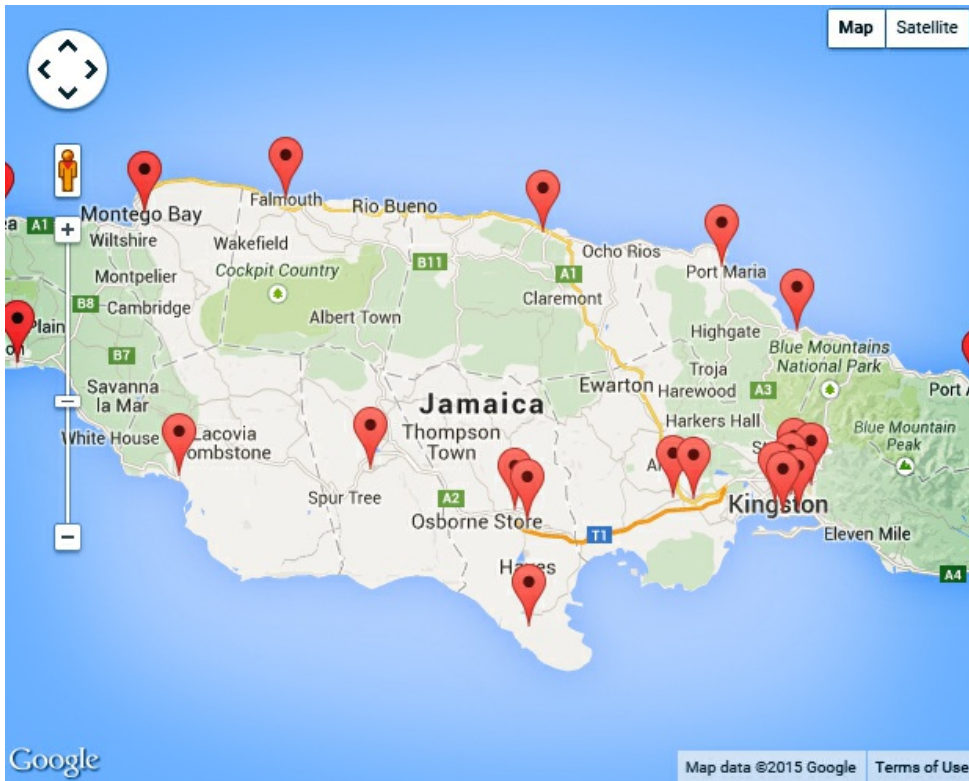 Map
Satellite
Falmouth
Rio Bueno
A1
Montego Bay
Wiltshire
Wakefield
Ocho Rios
Cockpit Country
B11
Port Maria
Montpelier
A1
B8
Cambridge
Claremont
Albert Town
Plain
Highgate
Blue Mountains
National Park
B7
Troja
Savanna
la Mar
Ewarton
Harewood
A3
Port A
Jamaica
Harkers Hall
White House
Lacovia
ombstone
Thompson
Town
Blue Mountain
Peak
Spur Tree
A2
Kingston
Osborne Store
T1
Eleven Mile
Hayes
A4
Google
Map data ©2015 Google
Terms of Use